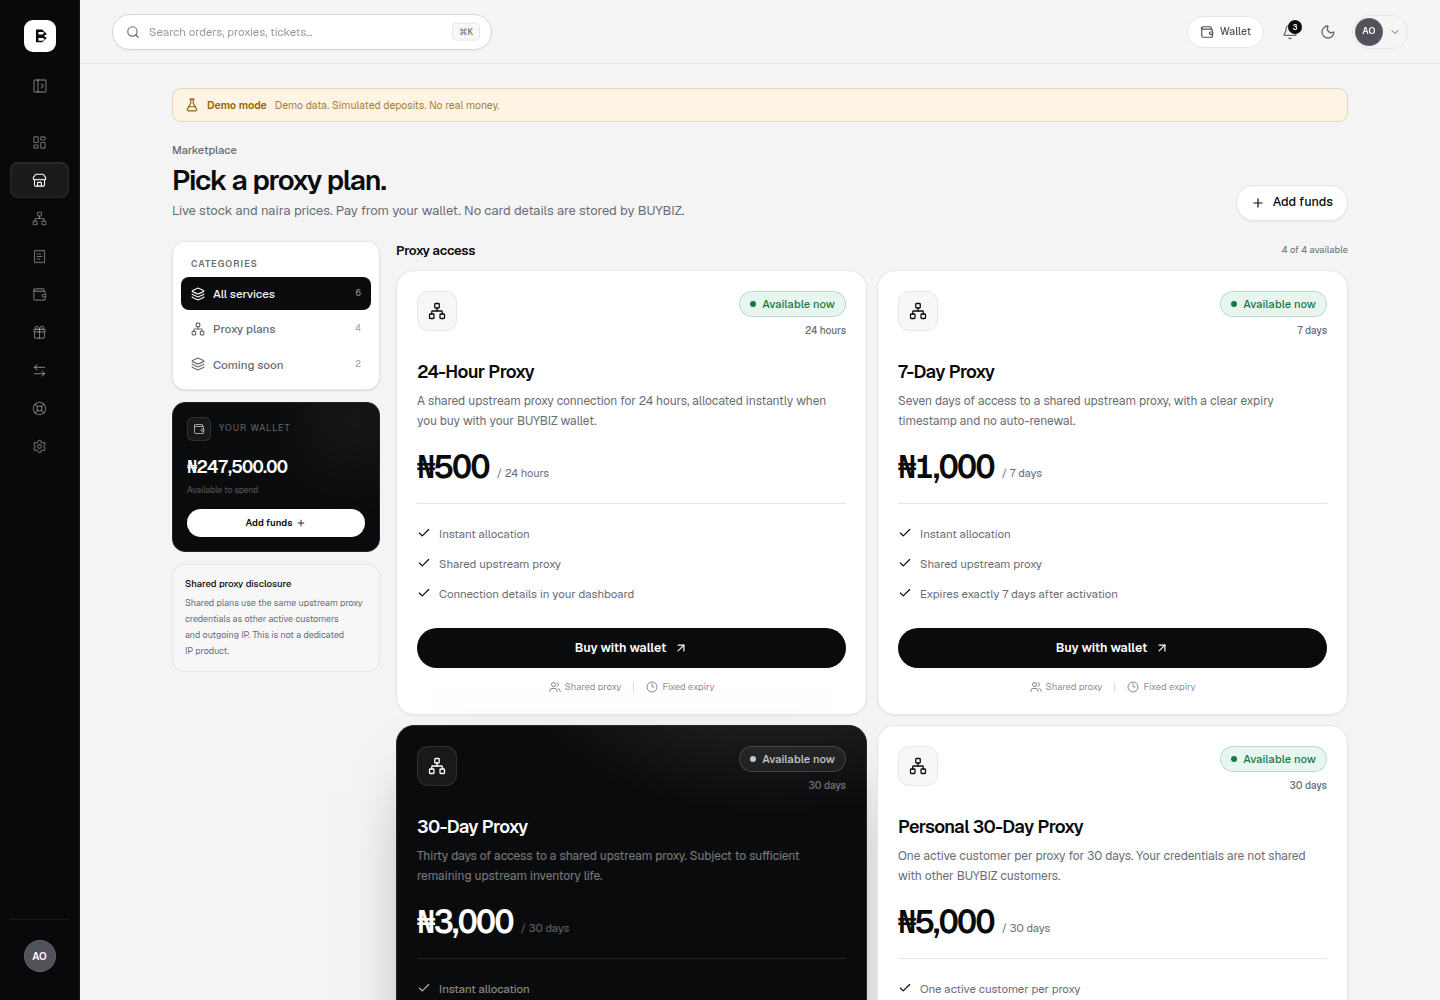 B
Search orders, proxies, tickets...
⌘K
Wallet
3
AO
Demo mode Demo data. Simulated deposits. No real money.
Marketplace
Pick a proxy plan.
Live stock and naira prices. Pay from your wallet. No card details are stored by BUYBIZ.
Add funds
CATEGORIES
All services 6
Proxy plans 4
Coming soon 2
YOUR WALLET
₦247,500.00
Available to spend
Add funds +
Shared proxy disclosure
Shared plans use the same upstream proxy
credentials as other active customers
and outgoing IP. This is not a dedicated
IP product.
Proxy access
4 of 4 available
Available now
24 hours
24-Hour Proxy
A shared upstream proxy connection for 24 hours, allocated instantly when
you buy with your BUYBIZ wallet.
₦500 / 24 hours
Instant allocation
Shared upstream proxy
Connection details in your dashboard
Buy with wallet
Shared proxy
Fixed expiry
Available now
7 days
7-Day Proxy
Seven days of access to a shared upstream proxy, with a clear expiry
timestamp and no auto-renewal.
₦1,000 / 7 days
Instant allocation
Shared upstream proxy
Expires exactly 7 days after activation
Buy with wallet
Shared proxy
Fixed expiry
Available now
30 days
30-Day Proxy
Thirty days of access to a shared upstream proxy. Subject to sufficient
remaining upstream inventory life.
₦3,000 / 30 days
Instant allocation
Available now
30 days
Personal 30-Day Proxy
One active customer per proxy for 30 days. Your credentials are not shared
with other BUYBIZ customers.
₦5,000 / 30 days
One active customer per proxy
AO